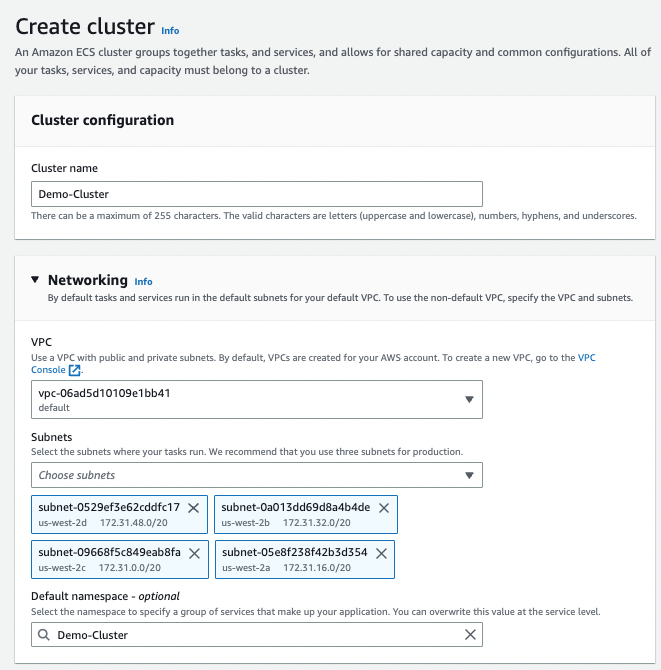 Create cluster Info
An Amazon ECS cluster groups together tasks, and services, and allows for shared capacity and common configurations. All of
your tasks, services, and capacity must belong to a cluster.
Cluster configuration
Cluster name
Demo-Cluster
There can be a maximum of 255 characters. The valid characters are letters (uppercase and lowercase), numbers, hyphens, and underscores.
Networking Info
By default tasks and services run in the default subnets for your default VPC. To use the non-default VPC, specify the VPC and subnets.
VPC
Use a VPC with public and private subnets. By default, VPCs are created for your AWS account. To create a new VPC, go to the VPC
Console.
vpc-06ad5d10109e1bb41
default
Subnets
Select the subnets where your tasks run. We recommend that you use three subnets for production.
Choose subnets
subnet-0529ef3e62cddfc17 subnet-0a013dd69d8a4b4de
us-west-2d 172.31.48.0/20 us-west-2b 172.31.32.0/20
subnet-09668f5c849eab8fa subnet-05e8f238f42b3d354
us-west-2c 172.31.0.0/20 us-west-2a 172.31.16.0/20
Default namespace - optional
Select the namespace to specify a group of services that make up your application. You can overwrite this value at the service level.
Demo-Cluster